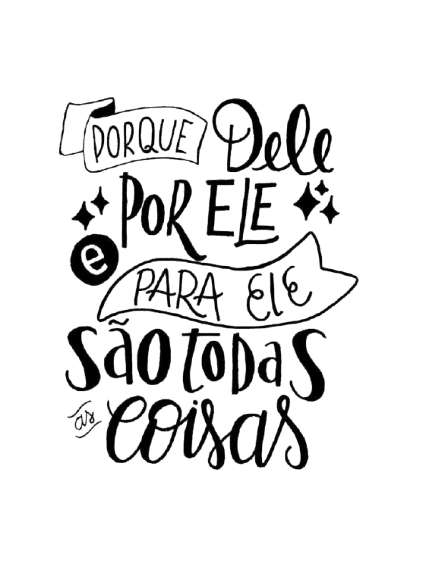 PORQUE Dele
POR ELE
e
PARA ElE
são toDas
as coisas